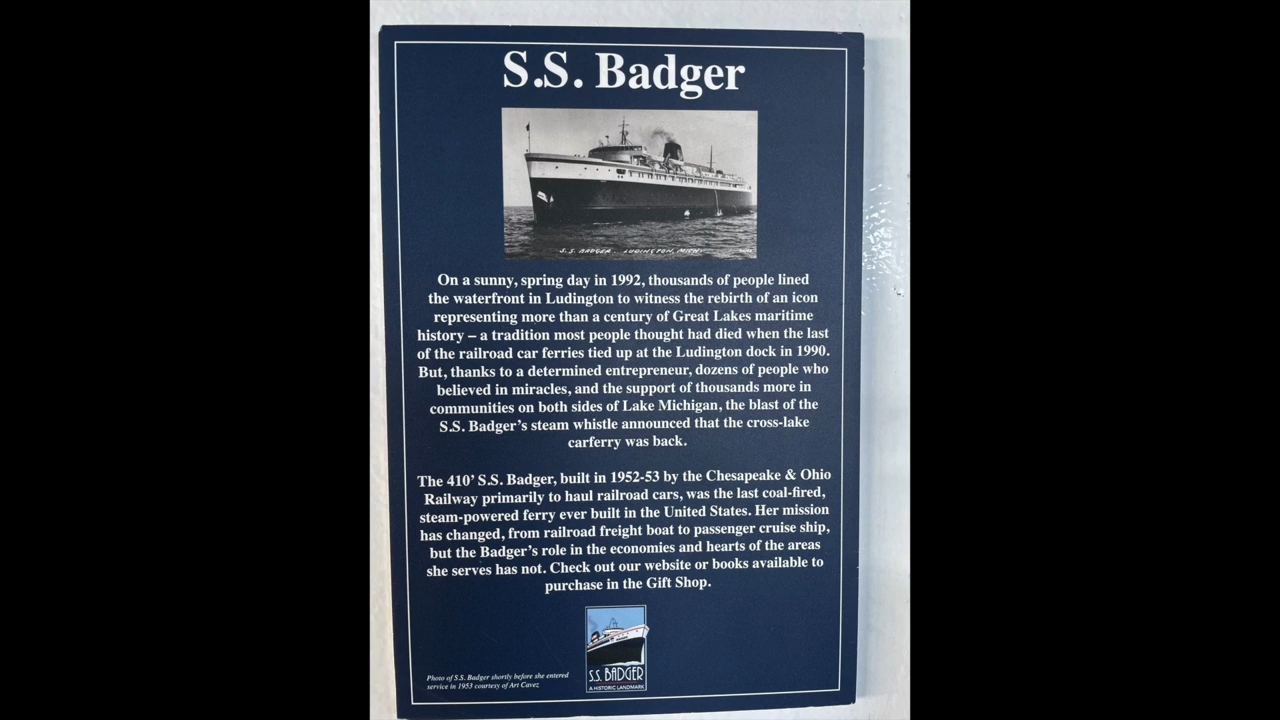 S.S. Badger
S.S. BADGER .. LUDINGTON, MICH.
On a sunny, spring day in 1992, thousands of people lined
the waterfront in Ludington to witness the rebirth of an icon
representing more than a century of Great Lakes maritime
history – a tradition most people thought had died when the last
of the railroad car ferries tied up at the Ludington dock in 1990.
But, thanks to a determined entrepreneur, dozens of people who
believed in miracles, and the support of thousands more in
communities on both sides of Lake Michigan, the blast of the
S.S. Badger’s steam whistle announced that the cross-lake
carferry was back.
The 410’ S.S. Badger, built in 1952-53 by the Chesapeake & Ohio
Railway primarily to haul railroad cars, was the last coal-fired,
steam-powered ferry ever built in the United States. Her mission
has changed, from railroad freight boat to passenger cruise ship,
but the Badger’s role in the economies and hearts of the areas
she serves has not. Check out our website or books available to
purchase in the Gift Shop.
S.S. BADGER
A HISTORIC LANDMARK
Photo of S.S. Badger shortly before she entered
service in 1953 courtesy of Art Cavez